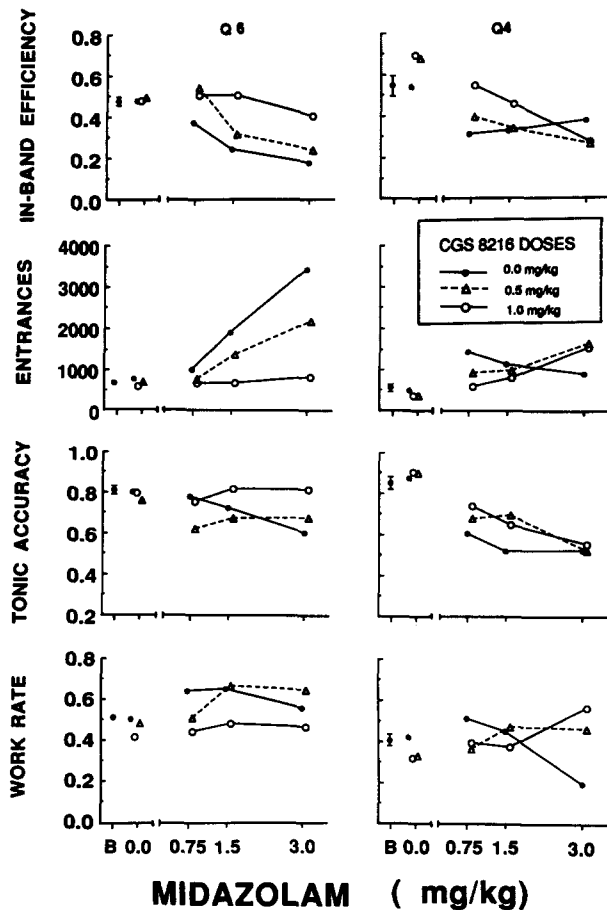 Q6 Q4
IN-BAND EFFICIENCY
0.8
0.6
0.4
0.2
0.0
CGS 8216 DOSES
0.0 mg/kg
0.5 mg/kg
1.0 mg/kg
ENTRANCES
4000
3000
2000
1000
0
TONIC ACCURACY
1.0
0.8
0.6
0.4
0.2
WORK RATE
0.8
0.6
0.4
0.2
0.0
B 0.0 0.75 1.5 3.0 B 0.0 0.75 1.5 3.0
MIDAZOLAM ( mg/kg)